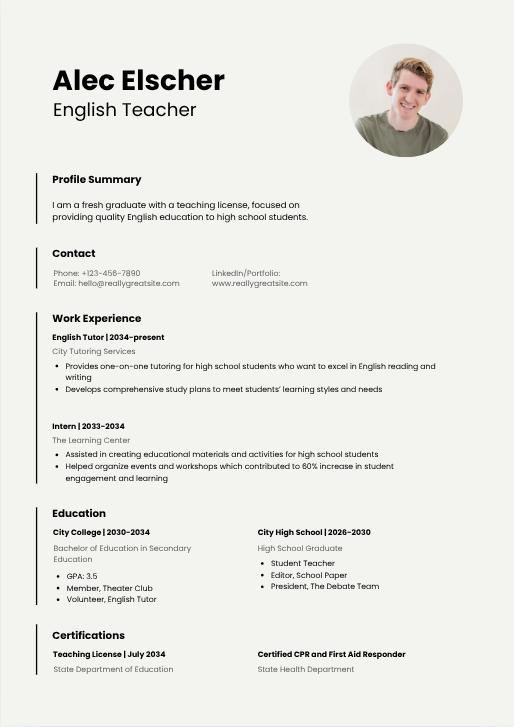 Alec Elscher
English Teacher
Profile Summary
I am a fresh graduate with a teaching license, focused on
providing quality English education to high school students.
Contact
Phone: +123-456-7890
Email: hello@reallygreatsite.com
LinkedIn/Portfolio:
www.reallygreatsite.com
Work Experience
English Tutor | 2034-present
City Tutoring Services
• Provides one-on-one tutoring for high school students who want to excel in English reading and
writing
• Develops comprehensive study plans to meet students' learning styles and needs
Intern | 2033-2034
The Learning Center
• Assisted in creating educational materials and activities for high school students
• Helped organize events and workshops which contributed to 60% increase in student
engagement and learning
Education
City College | 2030-2034
Bachelor of Education in Secondary
Education
• GPA: 3.5
• Member, Theater Club
• Volunteer, English Tutor
City High School | 2026-2030
High School Graduate
• Student Teacher
• Editor, School Paper
• President, The Debate Team
Certifications
Teaching License | July 2034
State Department of Education
Certified CPR and First Aid Responder
State Health Department